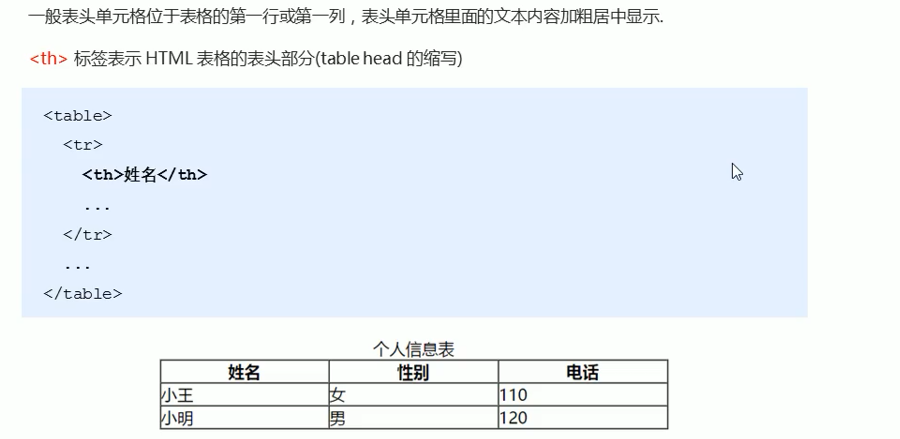 一般表头单元格位于表格的第一行或第一列，表头单元格里面的文本内容加粗居中显示.
<th> 标签表示 HTML 表格的表头部分(table head 的缩写)
<table>
<tr>
<th>姓名</th>
...
</tr>
...
</table>
个人信息表
姓名 性别 电话
小王 女 110
小明 男 120